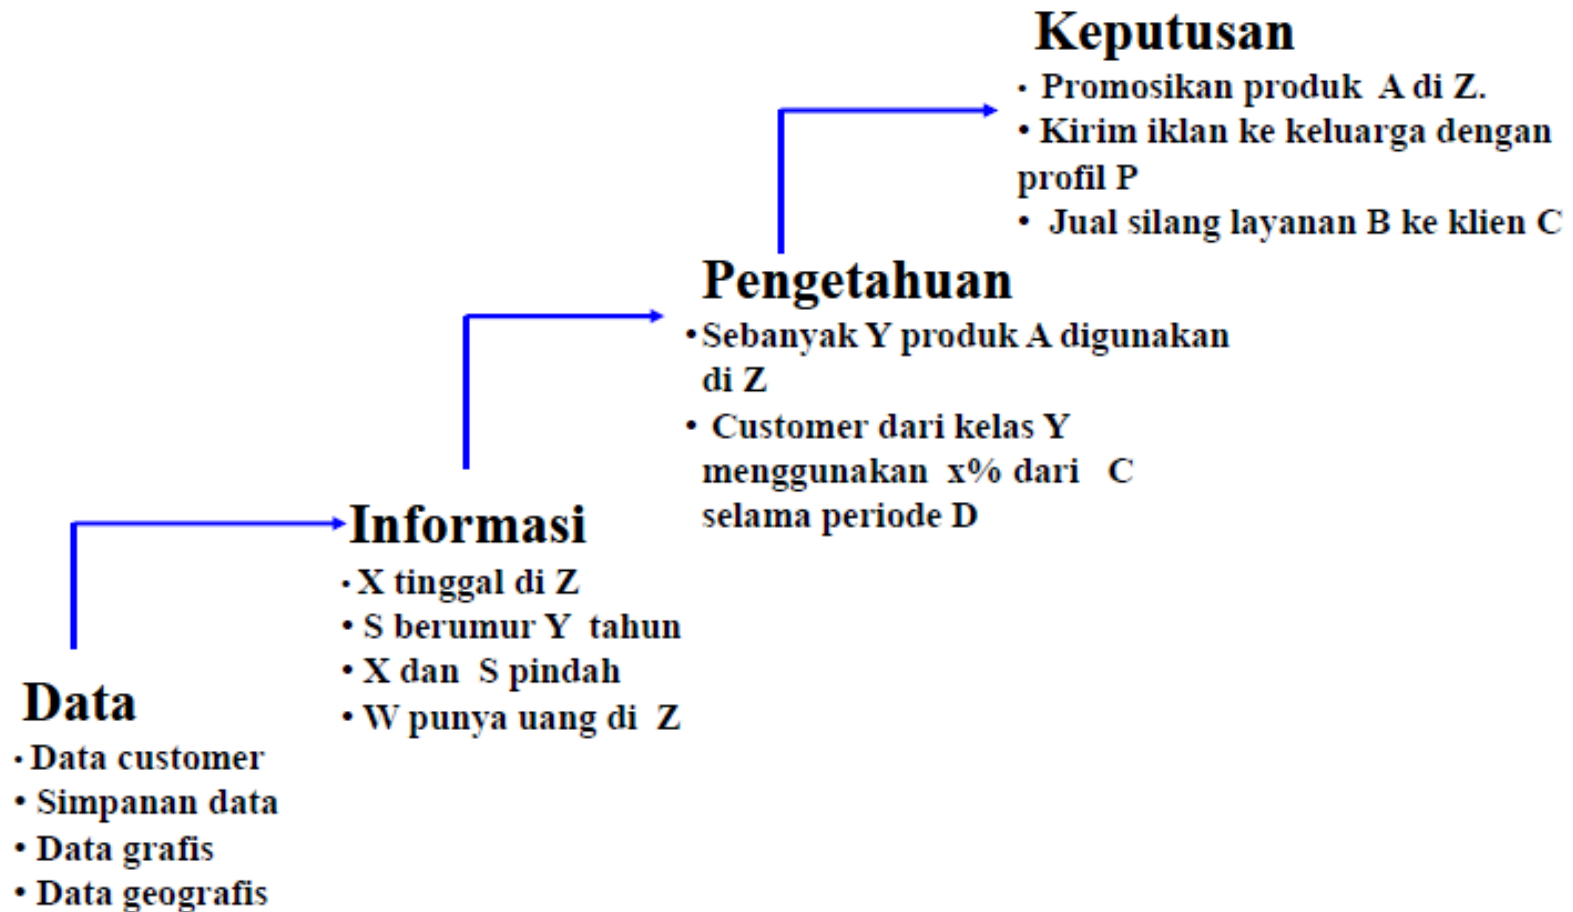 Keputusan
• Promosikan produk A di Z.
• Kirim iklan ke keluarga dengan
profil P
• Jual silang layanan B ke klien C
Pengetahuan
• Sebanyak Y produk A digunakan
di Z
• Customer dari kelas Y
menggunakan x% dari C
selama periode D
Informasi
• X tinggal di Z
• S berumur Y tahun
• X dan S pindah
• W punya uang di Z
Data
• Data customer
• Simpanan data
• Data grafis
• Data geografis